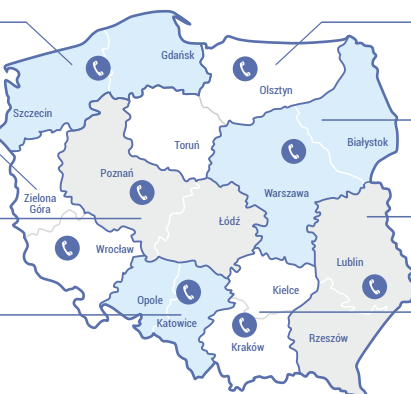 Gdańsk
Olsztyn
Szczecin
Białystok
Toruń
Poznań
Warszawa
Zielona
Góra
Łódź
Wrocław
Lublin
Opole
Kielce
Katowice
Kraków
Rzeszów